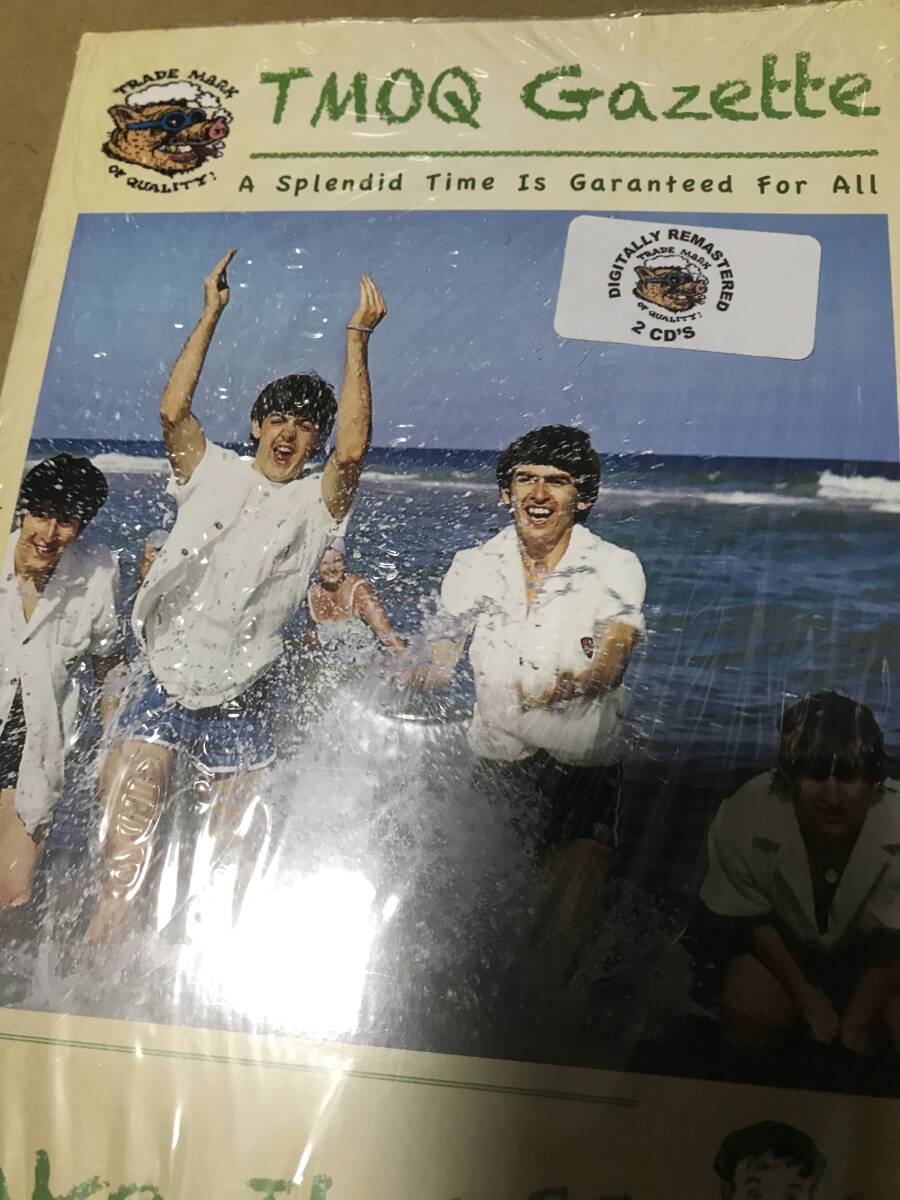 TRADE MARK
OF QUALITY!
TMOQ Gazette
A Splendid Time Is Garanteed For All
DIGITALLY REMASTERED
TRADE MARK
OF QUALITY!
2 CD'S